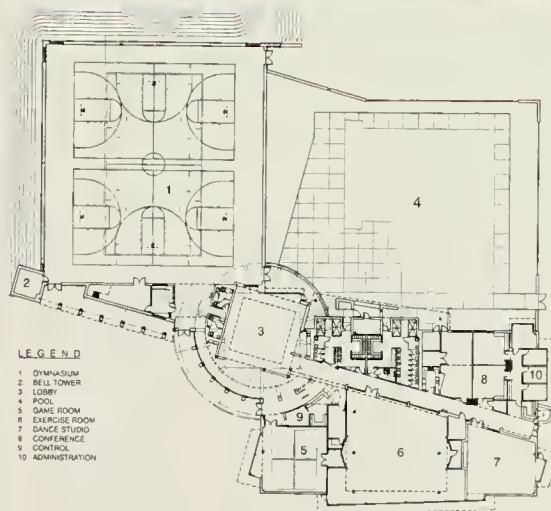 1
4
2
3
8
10
9
5
6
7
LEGEND
1 GYMNASIUM
2 BELL TOWER
3 LOBBY
4 POOL
5 GAME ROOM
6 EXERCISE ROOM
7 DANCE STUDIO
8 CONFERENCE
9 CONTROL
10 ADMINISTRATION